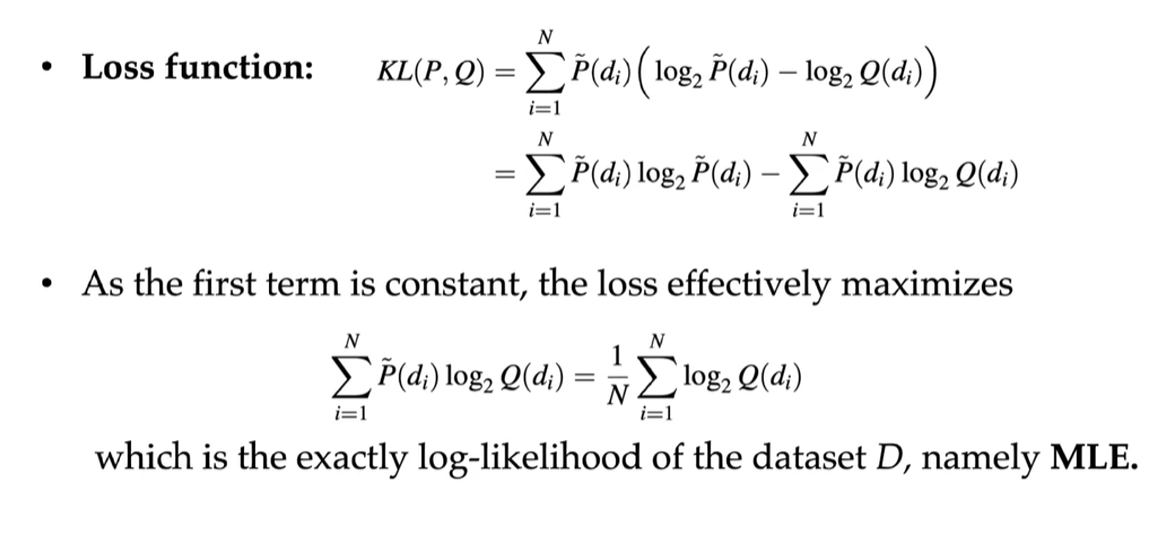 • Loss function: KL(P, Q) = \sum_{i=1}^{N} \tilde{P}(d_i) ( log_2 \tilde{P}(d_i) − log_2 Q(d_i) )
= \sum_{i=1}^{N} \tilde{P}(d_i) log_2 \tilde{P}(d_i) − \sum_{i=1}^{N} \tilde{P}(d_i) log_2 Q(d_i)
• As the first term is constant, the loss effectively maximizes
\sum_{i=1}^{N} \tilde{P}(d_i) log_2 Q(d_i) = \frac{1}{N} \sum_{i=1}^{N} log_2 Q(d_i)
which is the exactly log-likelihood of the dataset D, namely MLE.